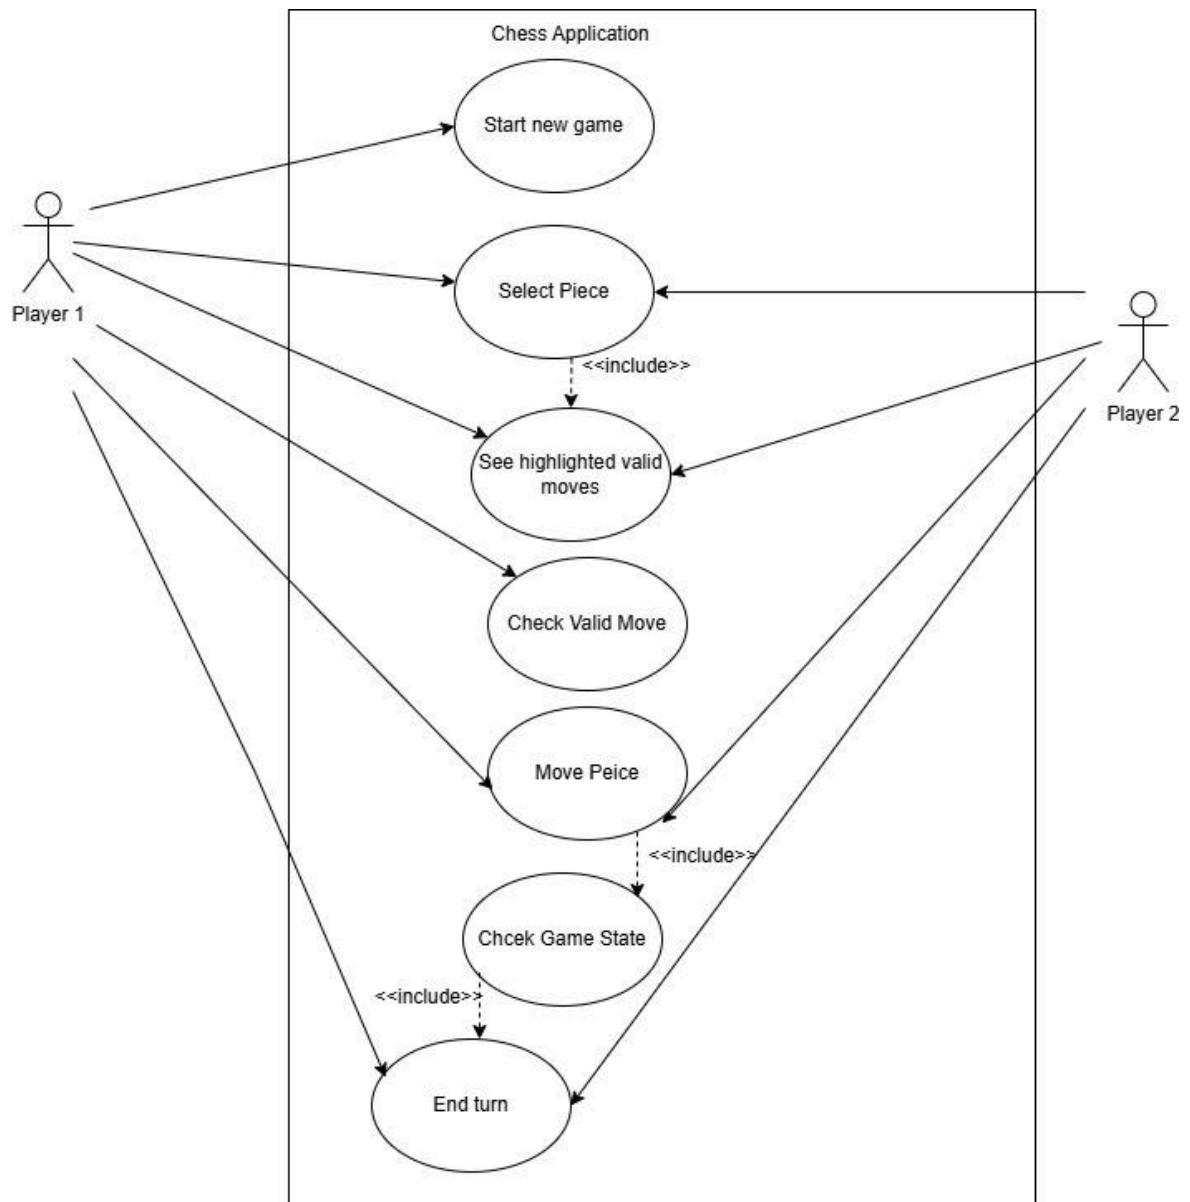 Chess Application
Start new game
Player 1
Select Piece
<<include>>
Player 2
See highlighted valid
moves
Check Valid Move
Move Peice
<<include>>
Chcek Game State
<<include>>
End turn